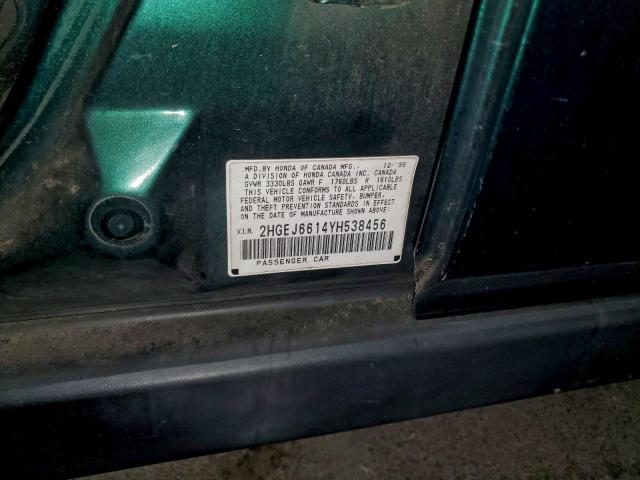 MFD.BY HONDA OF CANADA MFG., 12/99
A DIVISION OF HONDA CANADA INC. CANADA
GVWR 3330LBS GAWR F 1760LBS R 1610LBS
THIS VEHICLE CONFORMS TO ALL APPLICABLE
FEDERAL MOTOR VEHICLE SAFETY, BUMPER,
AND THEFT PREVENTION STANDARDS IN EFFECT
ON THE DATE OF MANUFACTURE SHOWN ABOVE.
V.I.N. 2HGEJ6614YH538456
PASSENGER CAR